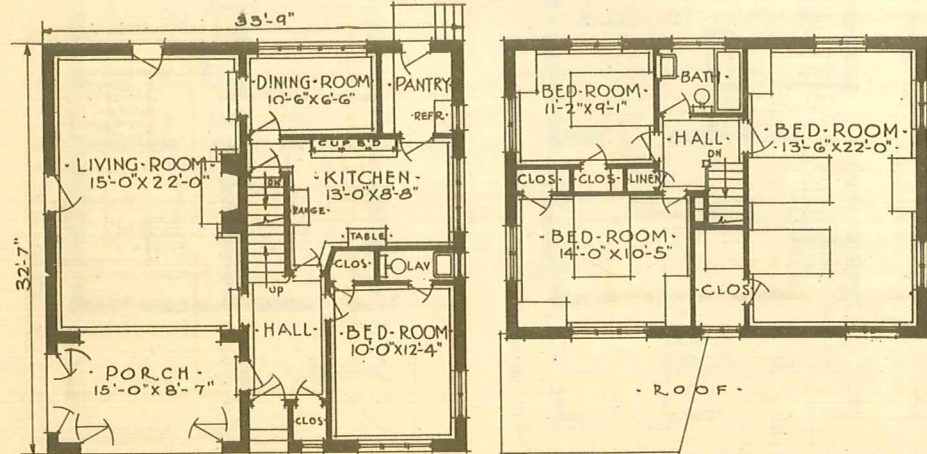 33'-9"
32'-7"
DINING·ROOM
10'-6"X6'-6"
PANTRY
·REFR.
·LIVING·ROOM·
15'-0"X22'-0"
CUPB'D
·KITCHEN·
13'-0"X8'-8"
DN
RANGE
TABLE
CLOS
LAV
UP
·HALL·
·BED·ROOM·
10'-0"X12'-4"
·PORCH·
15'-0"X8'-7"
CLOS
BED·ROOM·
11'-2"X9'-1"
BATH
HALL·
DN
BED·ROOM·
13'-6"X22'-0"
CLOS
CLOS
LINEN
·BED·ROOM·
14'-0"X10'-5"
CLOS
·ROOF·